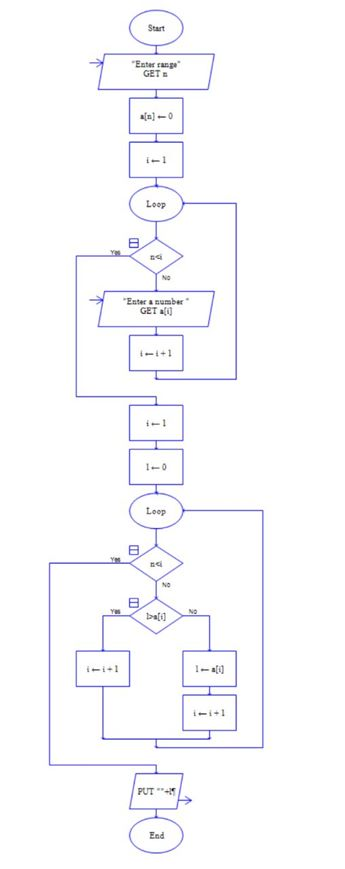 Start
"Enter range"
GET n
a[n] ← 0
i ← 1
Loop
Yes
n<i
No
"Enter a number "
GET a[i]
i ← i + 1
i ← 1
l ← 0
Loop
Yes
n<i
No
Yes
l>a[i]
No
i ← i + 1
l ← a[i]
i ← i + 1
PUT ""+l¶
End